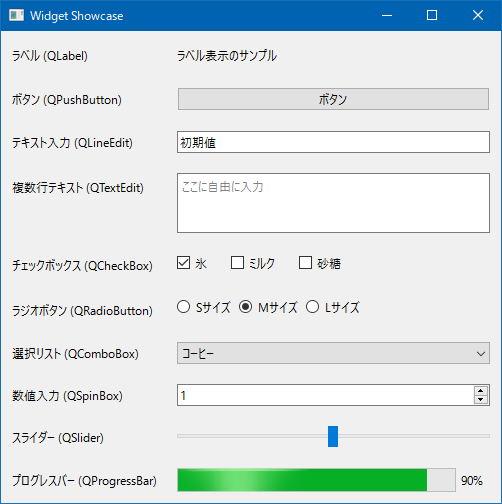 Widget Showcase
ラベル (QLabel) ラベル表示のサンプル
ボタン (QPushButton) ボタン
テキスト入力 (QLineEdit) 初期値
複数行テキスト (QTextEdit) ここに自由に入力
チェックボックス (QCheckBox) 氷 ミルク 砂糖
ラジオボタン (QRadioButton) Sサイズ Mサイズ Lサイズ
選択リスト (QComboBox) コーヒー
数値入力 (QSpinBox) 1
スライダー (QSlider)
プログレスバー (QProgressBar) 90%